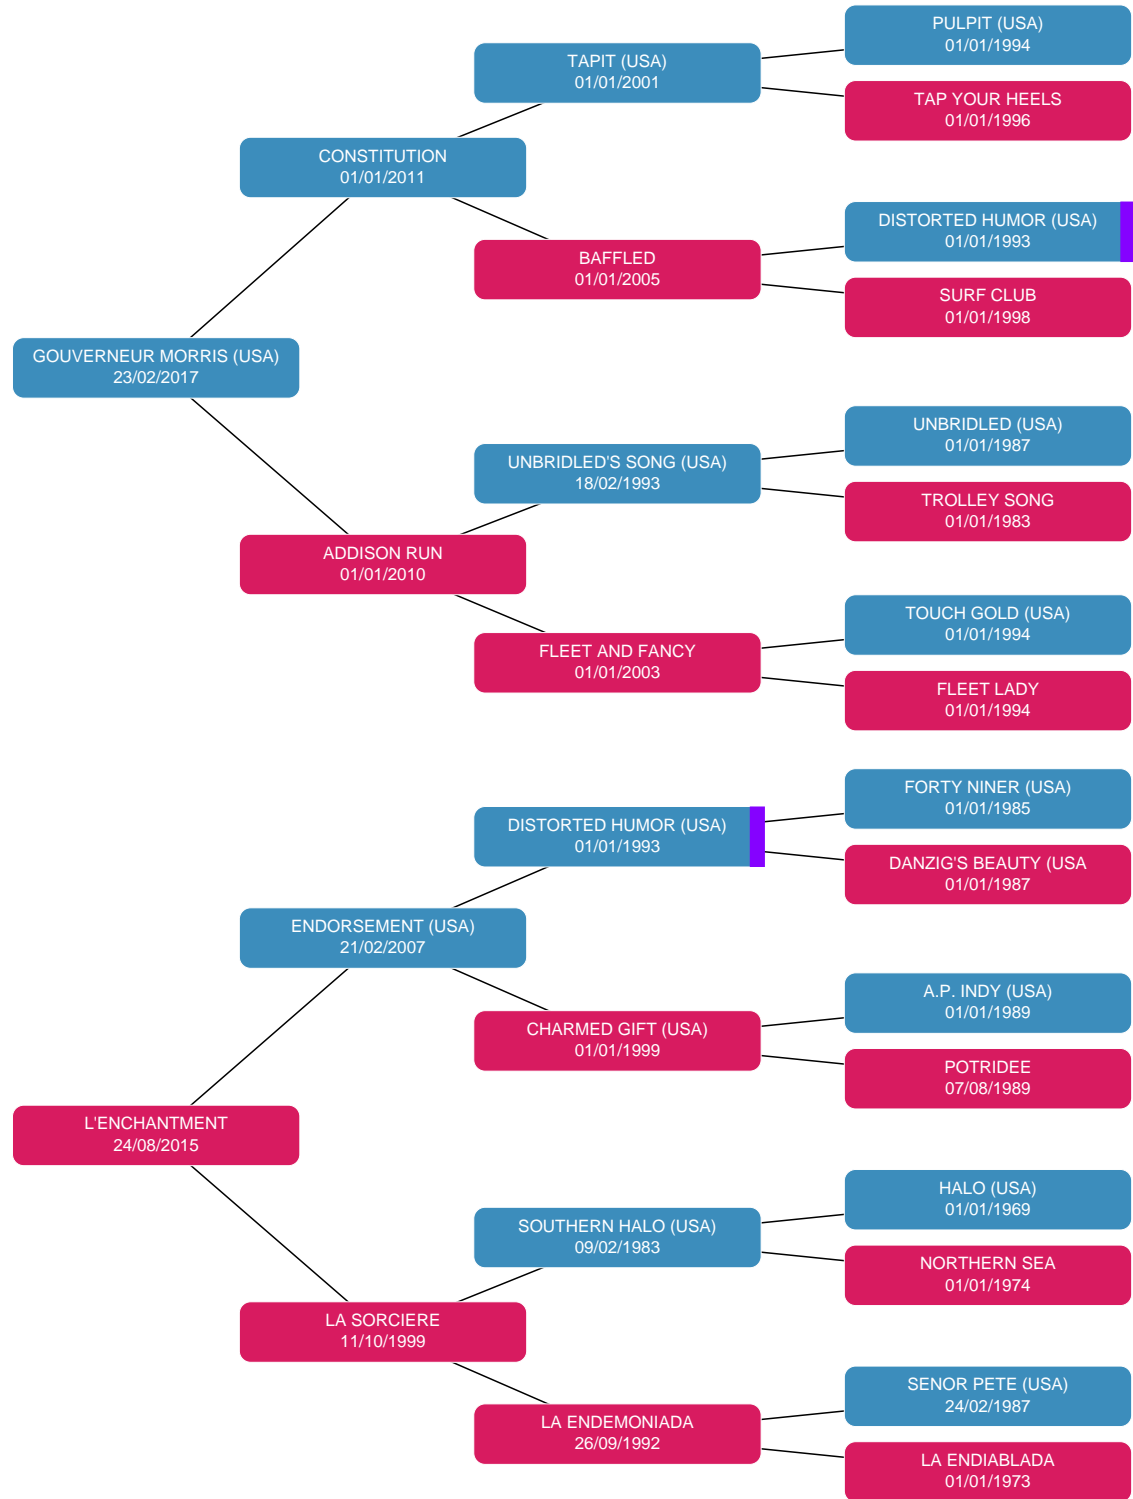 PULPIT (USA)
01/01/1994
TAPIT (USA)
01/01/2001
TAP YOUR HEELS
01/01/1996
CONSTITUTION
01/01/2011
DISTORTED HUMOR (USA)
01/01/1993
BAFFLED
01/01/2005
SURF CLUB
01/01/1998
GOUVERNEUR MORRIS (USA)
23/02/2017
UNBRIDLED (USA)
01/01/1987
UNBRIDLED'S SONG (USA)
18/02/1993
TROLLEY SONG
01/01/1983
ADDISON RUN
01/01/2010
TOUCH GOLD (USA)
01/01/1994
FLEET AND FANCY
01/01/2003
FLEET LADY
01/01/1994
FORTY NINER (USA)
01/01/1985
DISTORTED HUMOR (USA)
01/01/1993
DANZIG'S BEAUTY (USA
01/01/1987
ENDORSEMENT (USA)
21/02/2007
A.P. INDY (USA)
01/01/1989
CHARMED GIFT (USA)
01/01/1999
POTRIDEE
07/08/1989
L'ENCHANTMENT
24/08/2015
HALO (USA)
01/01/1969
SOUTHERN HALO (USA)
09/02/1983
NORTHERN SEA
01/01/1974
LA SORCIERE
11/10/1999
SENOR PETE (USA)
24/02/1987
LA ENDEMONIADA
26/09/1992
LA ENDIABLADA
01/01/1973